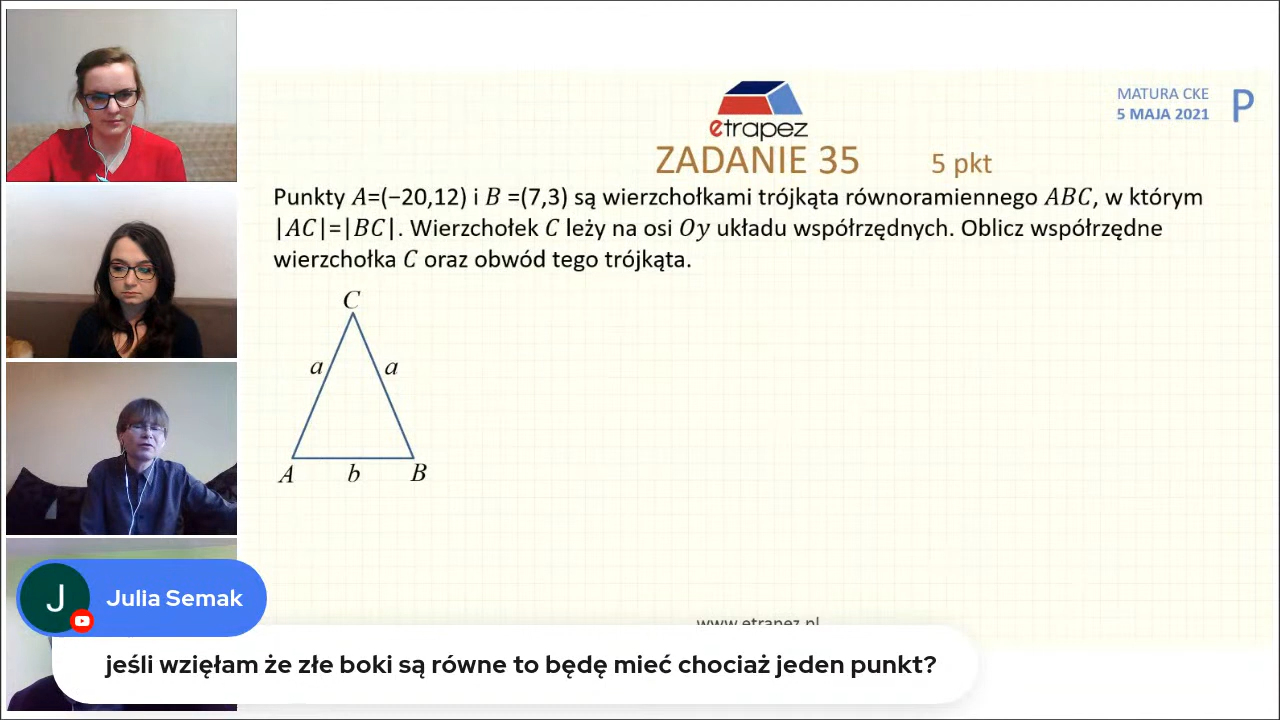 etrapez
MATURA CKE
5 MAJA 2021
P
ZADANIE 35 5 pkt
Punkty A=(−20,12) i B =(7,3) są wierzchołkami trójkąta równoramiennego ABC, w którym
|AC|=|BC|. Wierzchołek C leży na osi Oy układu współrzędnych. Oblicz współrzędne
wierzchołka C oraz obwód tego trójkąta.
C
a a
A b B
www.etrapez.pl
J Julia Semak
jeśli wzięłam że złe boki są równe to będę mieć chociaż jeden punkt?